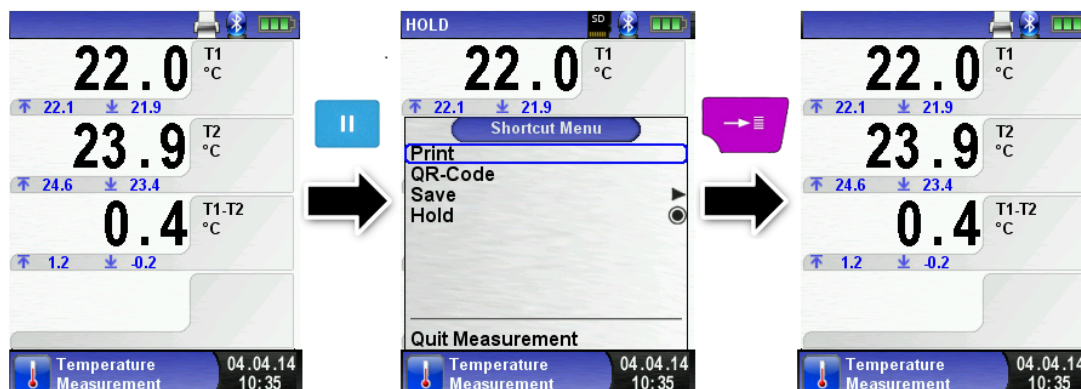 22.0 T1
°C
22.1 21.9
23.9 T2
°C
24.6 23.4
0.4 T1-T2
°C
1.2 -0.2
Temperature
Measurement
04.04.14
10:35
HOLD
SD
22.0 T1
°C
22.1 21.9
Shortcut Menu
Print
QR-Code
Save
Hold
Quit Measurement
Temperature
Measurement
04.04.14
10:35
22.0 T1
°C
22.1 21.9
23.9 T2
°C
24.6 23.4
0.4 T1-T2
°C
1.2 -0.2
Temperature
Measurement
04.04.14
10:35